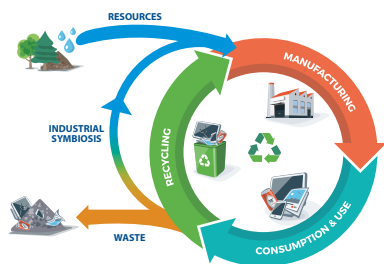 RESOURCES
MANUFACTURING
INDUSTRIAL
SYMBIOSIS
RECYCLING
WASTE
CONSUMPTION & USE